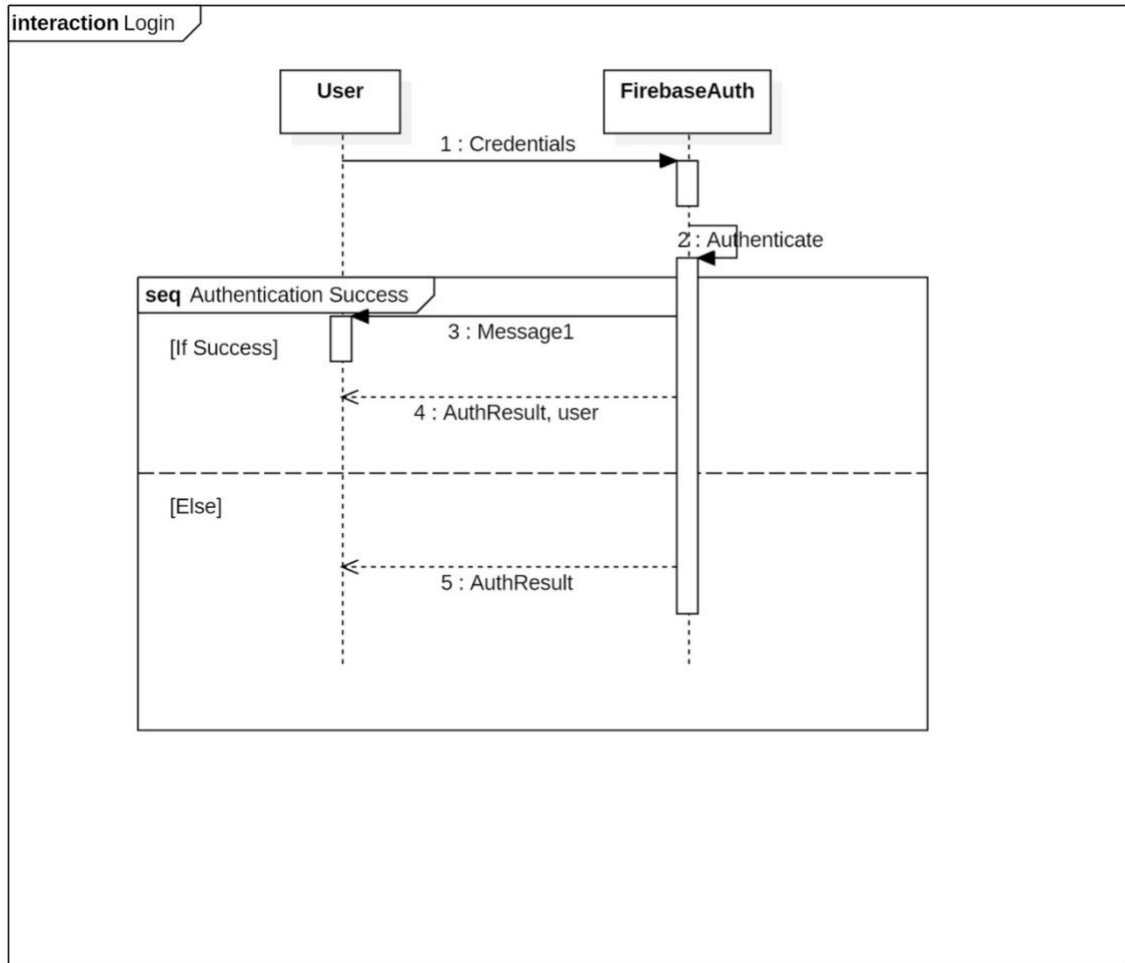 interaction Login
User
FirebaseAuth
1 : Credentials
2 : Authenticate
seq Authentication Success
3 : Message1
[If Success]
4 : AuthResult, user
[Else]
5 : AuthResult